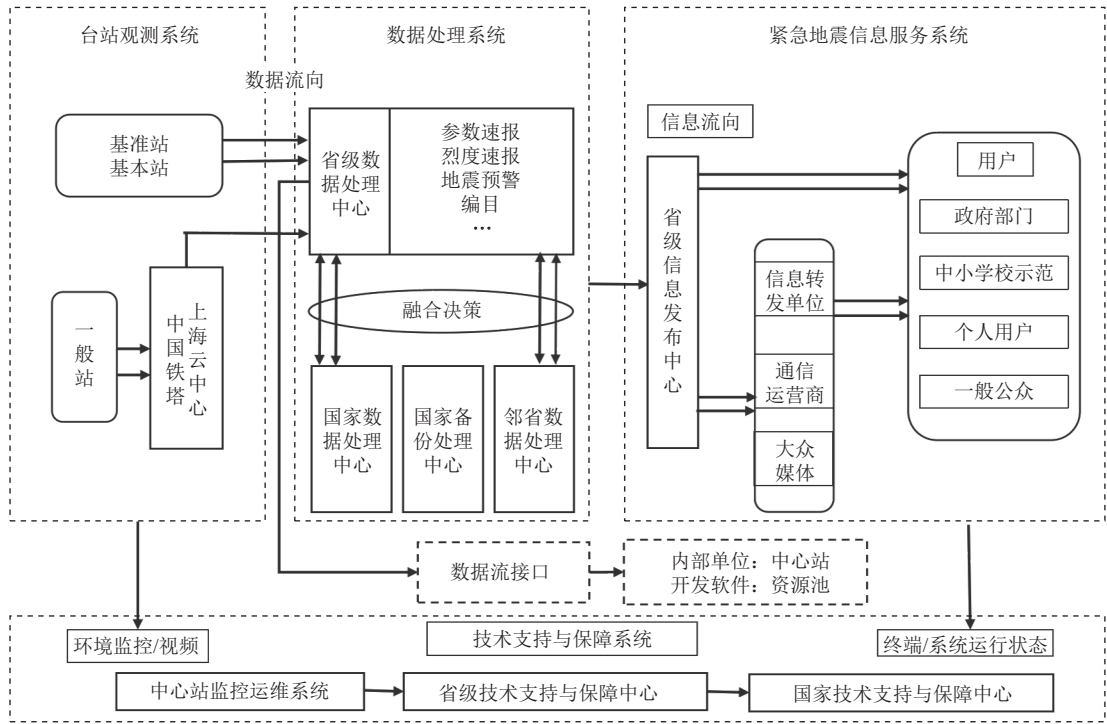 台站观测系统
数据流向
基准站
基本站
一般站
中国铁塔
上海云中心
数据处理系统
省级数
据处理
中心
参数速报
烈度速报
地震预警
编目
…
融合决策
国家数
据处理
中心
国家备
份处理
中心
邻省数
据处理
中心
紧急地震信息服务系统
信息流向
省级信息发布中心
信息转
发单位
通信
运营商
大众
媒体
用户
政府部门
中小学校示范
个人用户
一般公众
数据流接口
内部单位：中心站
开发软件：资源池
环境监控/视频
技术支持与保障系统
终端/系统运行状态
中心站监控运维系统
省级技术支持与保障中心
国家技术支持与保障中心